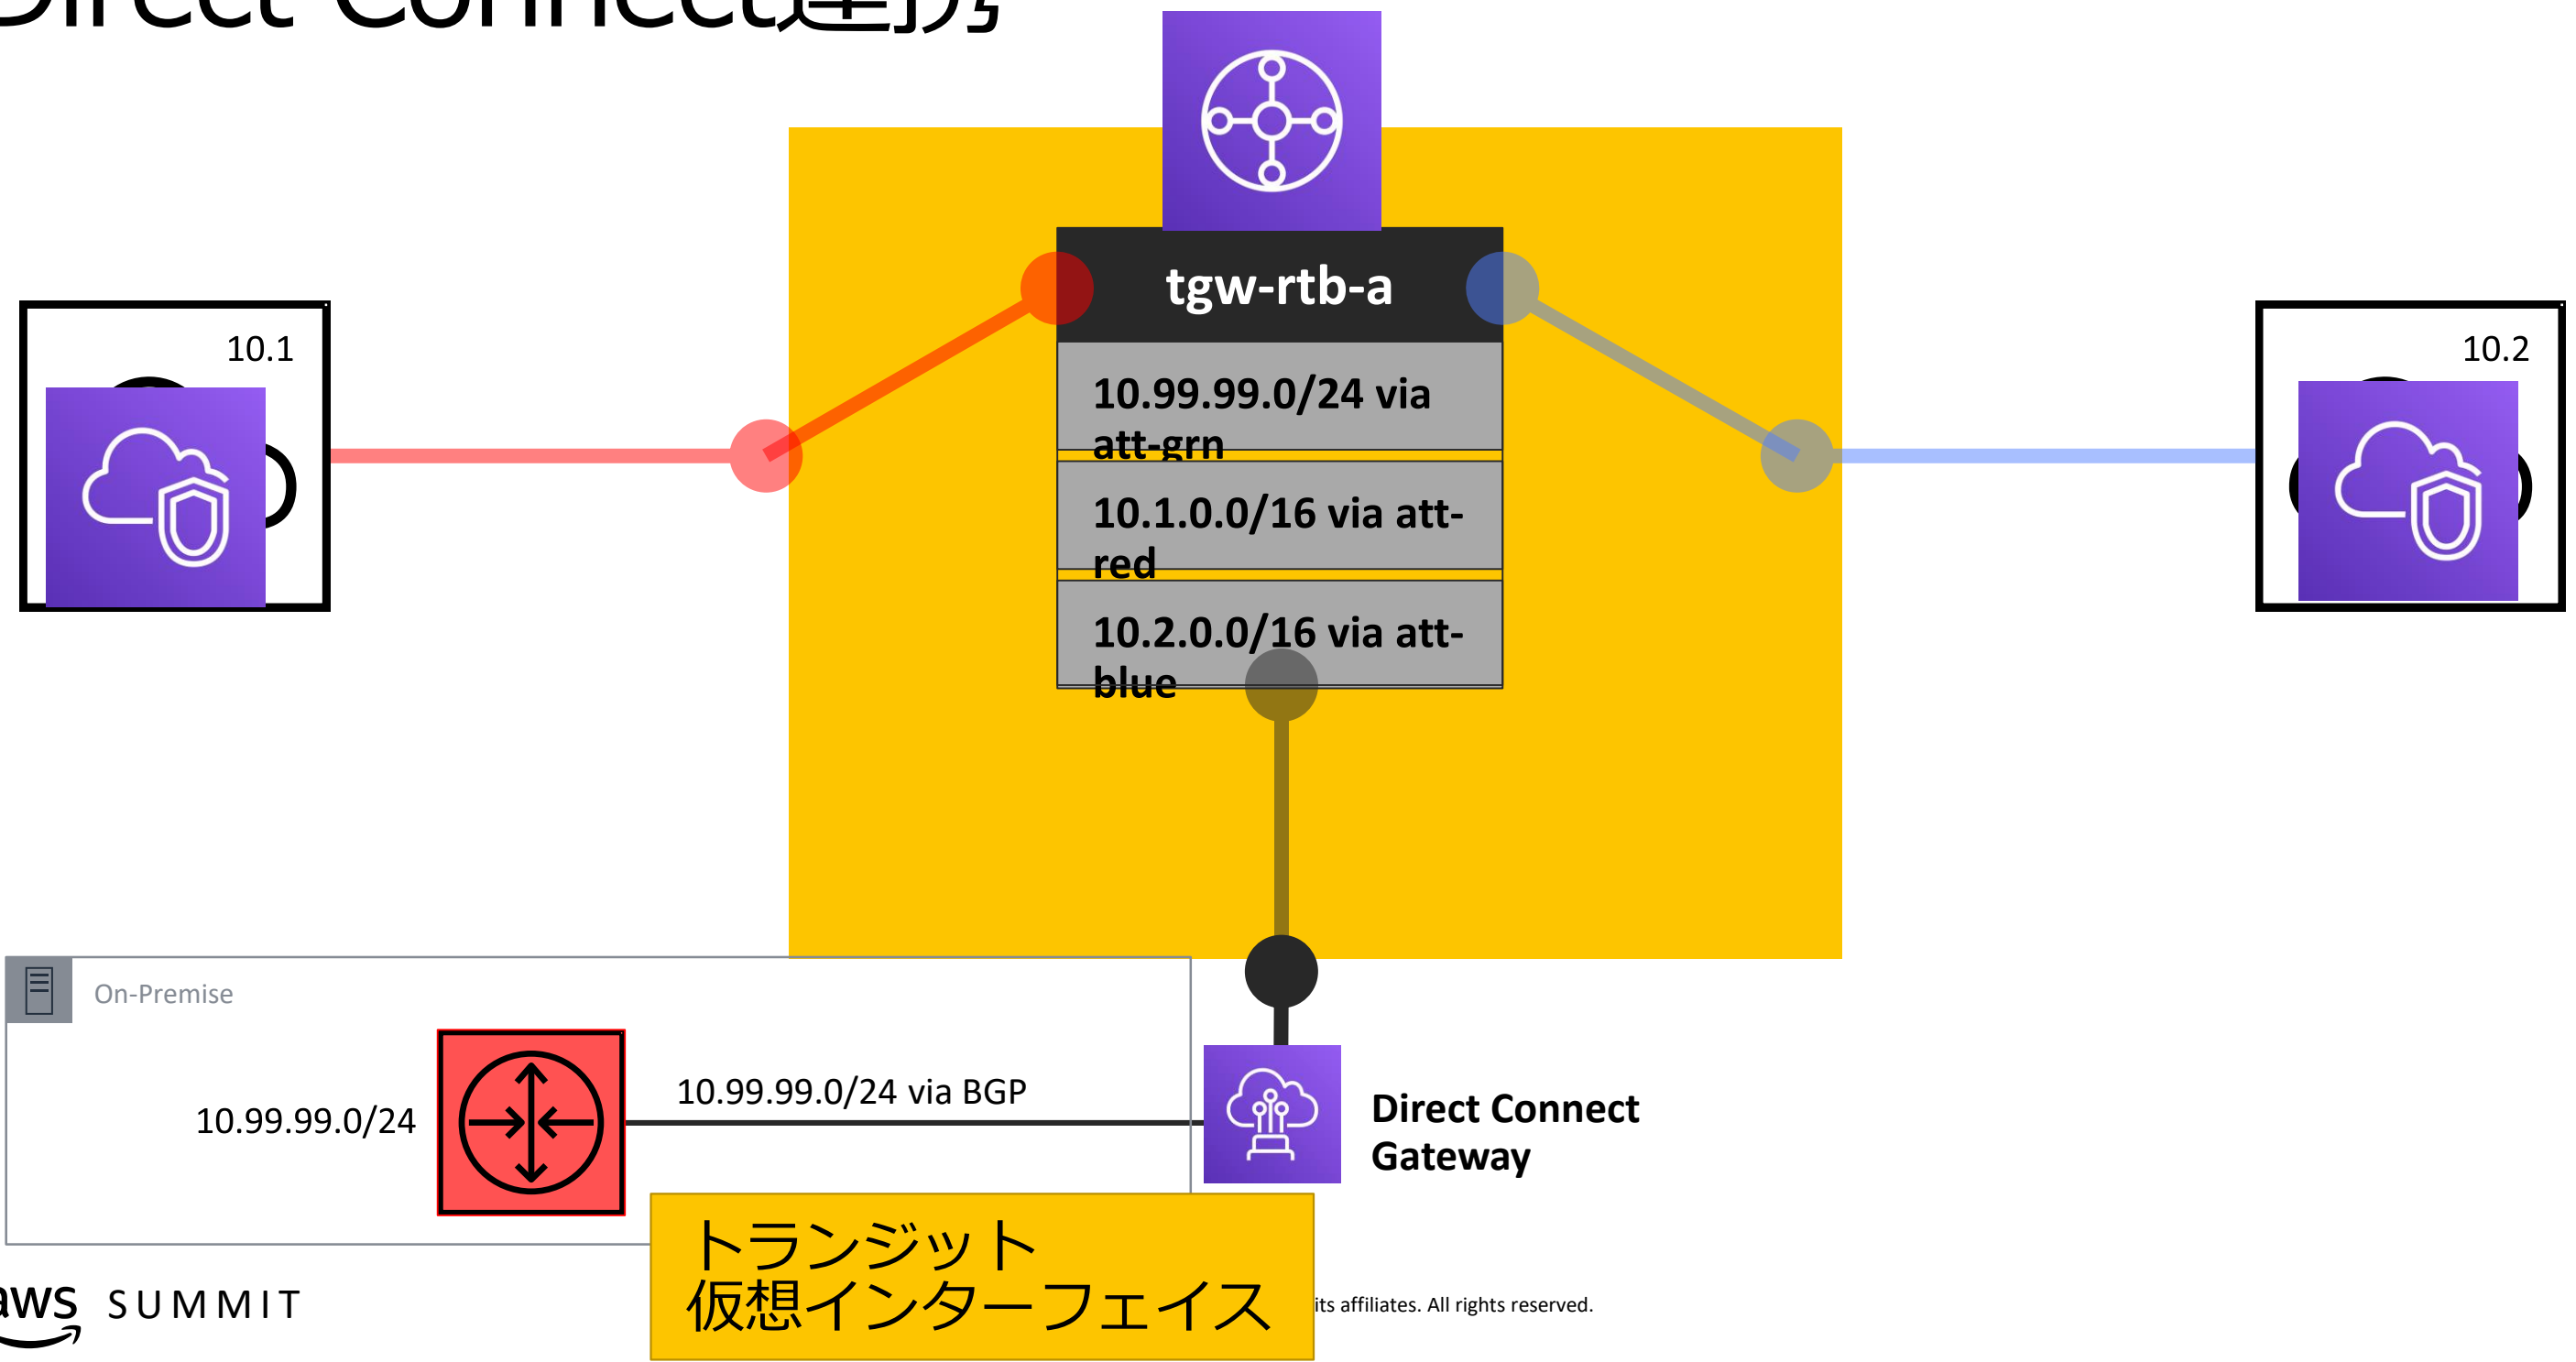 Direct Connect連携
tgw-rtb-a
10.1
10.2
10.99.99.0/24 via
att-grn
10.1.0.0/16 via att-
red
10.2.0.0/16 via att-
blue
On-Premise
10.99.99.0/24 via BGP
10.99.99.0/24
Direct Connect
Gateway
トランジット
仮想インターフェイス
aws SUMMIT
its affiliates. All rights reserved.